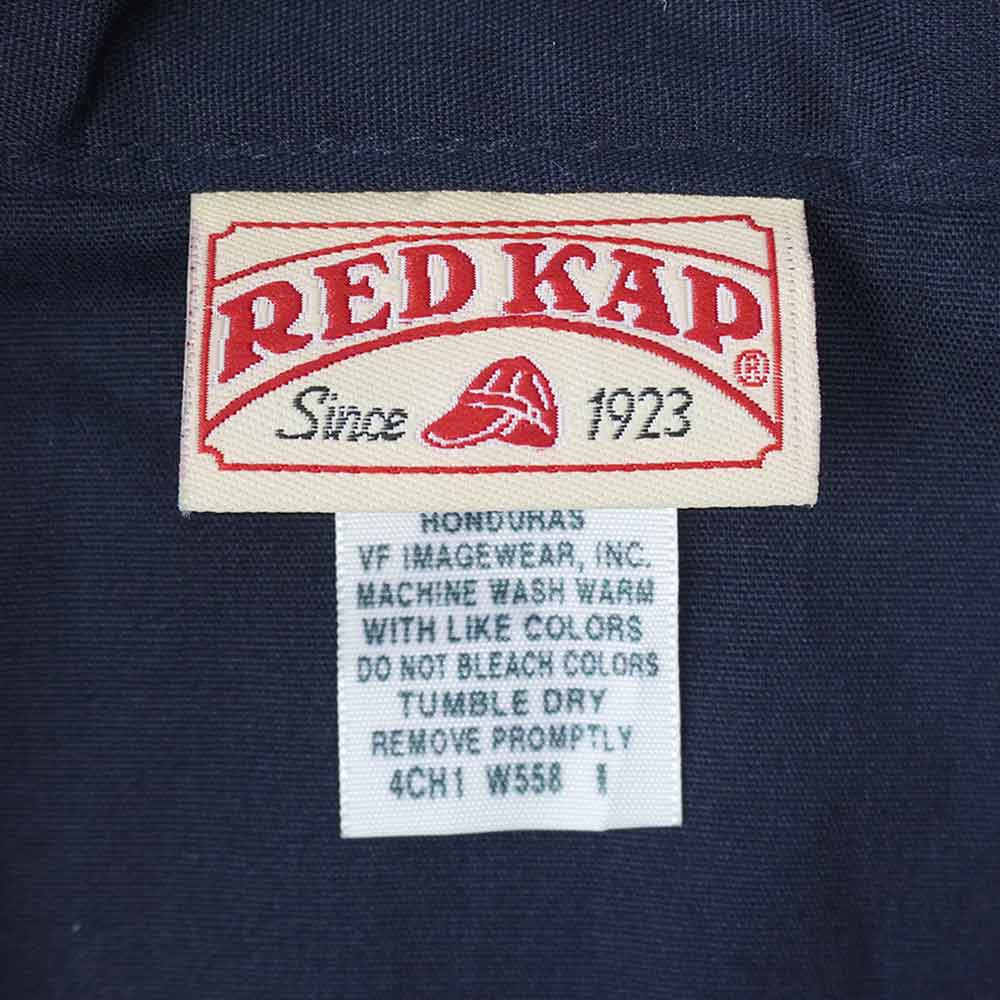 RED KAP®
Since 1923
HONDURAS
VF IMAGEWEAR, INC.
MACHINE WASH WARM
WITH LIKE COLORS
DO NOT BLEACH COLORS
TUMBLE DRY
REMOVE PROMPTLY
4CH1 W558